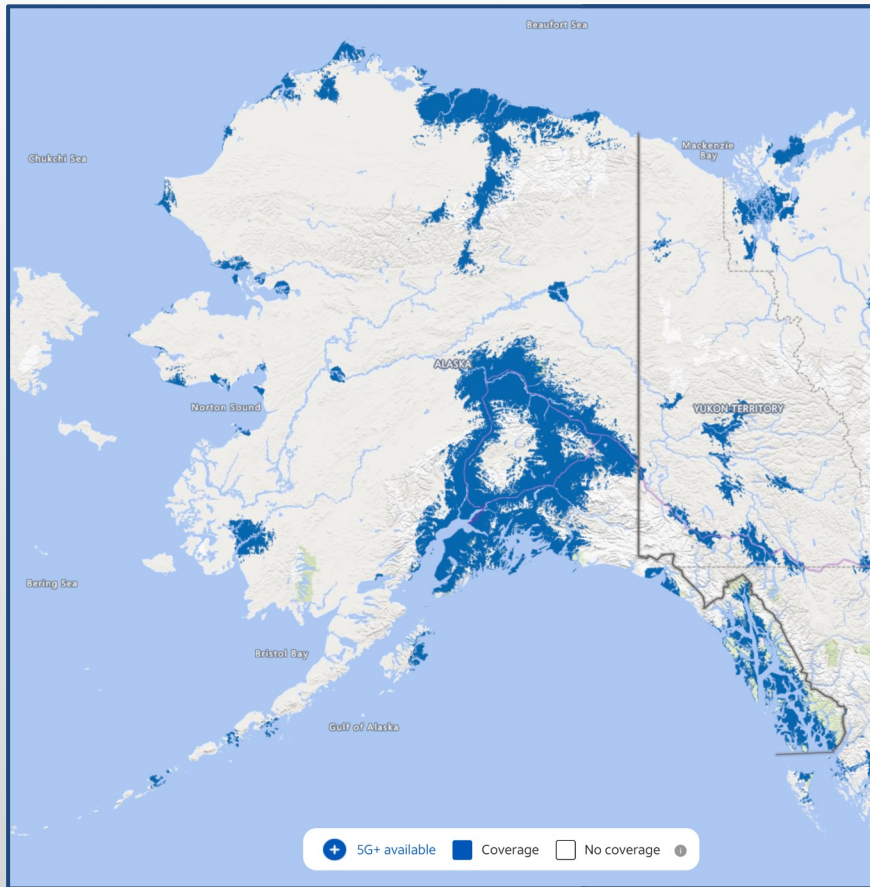 Beaufort Sea
Chukchi Sea
Mackenzie
Bay
ALASKA
Norton Sound
YUKON TERRITORY
Bering Sea
Bristol Bay
Gulf of Alaska
5G+ available
Coverage
No coverage